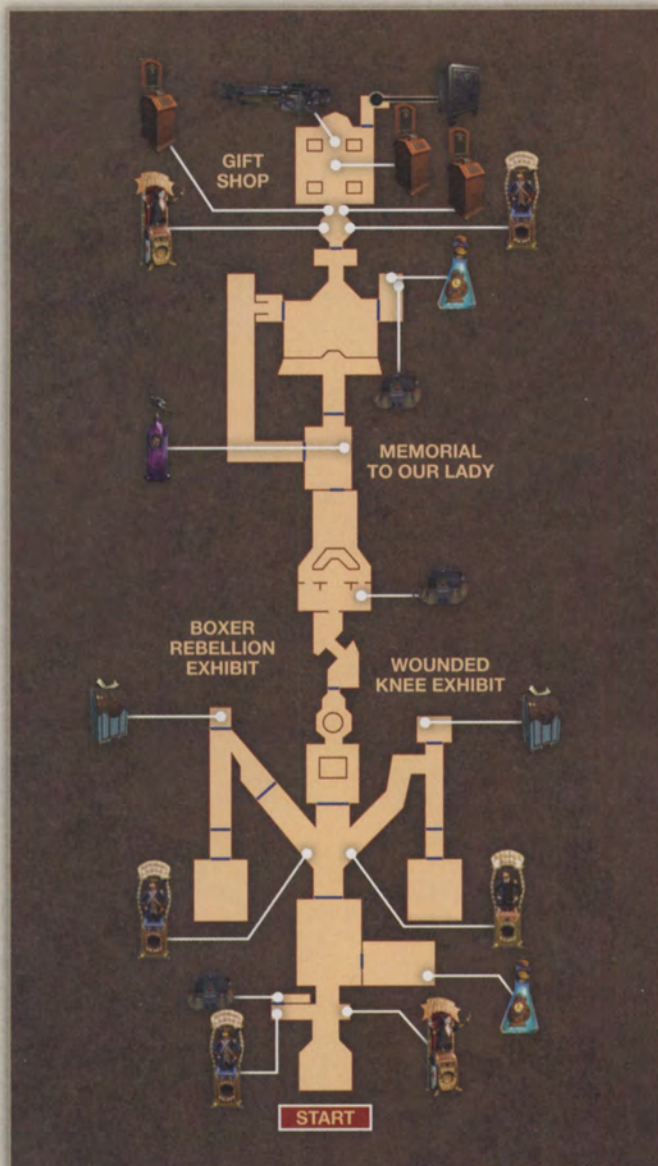 GIFT
SHOP
MEMORIAL
TO OUR LADY
BOXER
REBELLION
EXHIBIT
WOUNDED
KNEE EXHIBIT
START